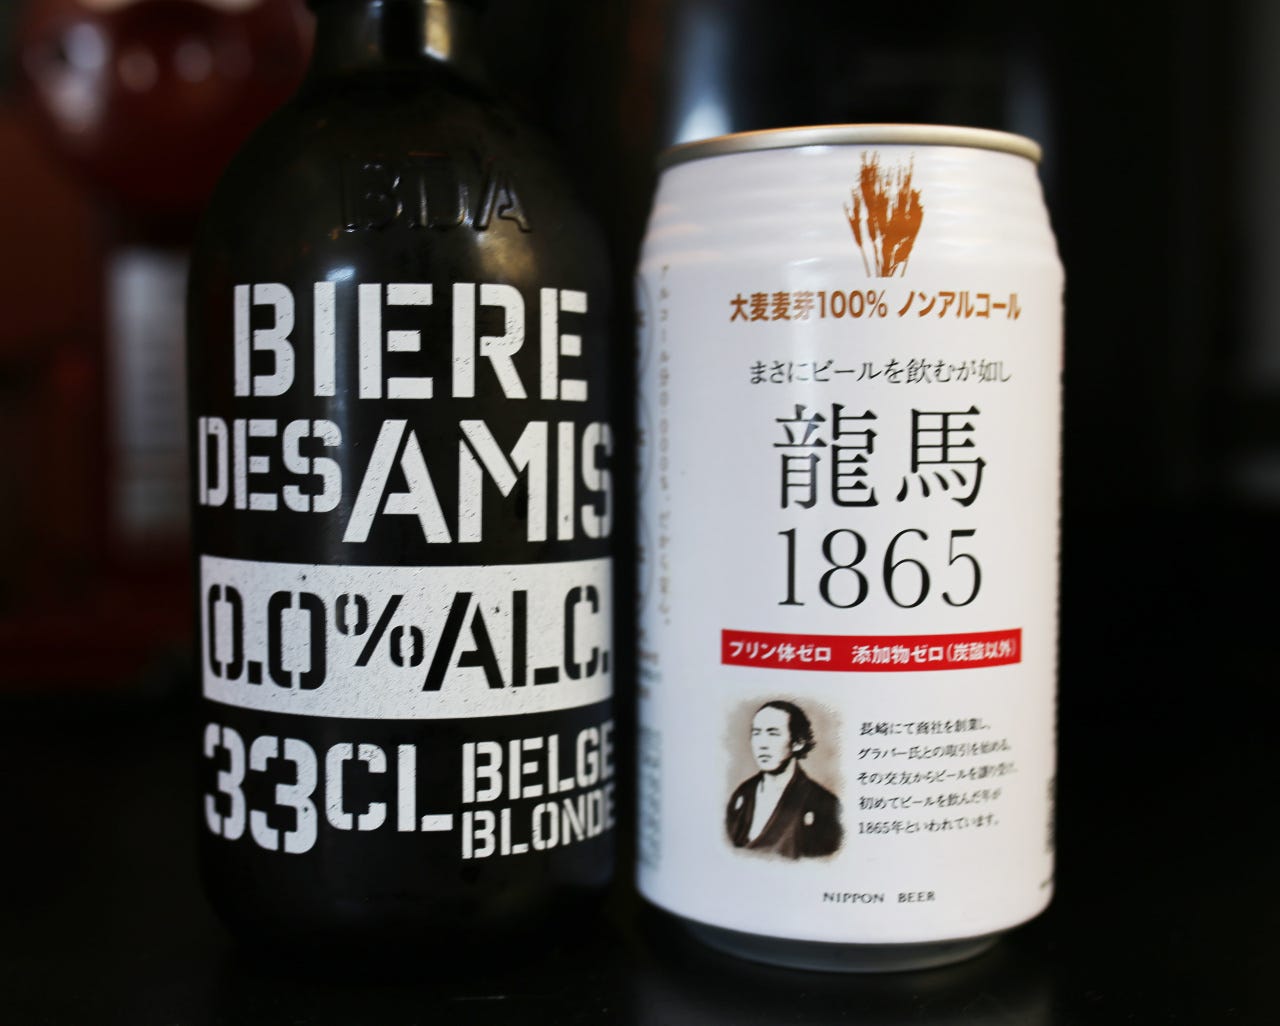 BDA
BIERE
DESAMIS
0.0%ALC.
33CL BELGE
BLONDE
大麦麦芽100% ノンアルコール
まさにビールを飲むが如し
龍馬
1865
プリン体ゼロ 添加物ゼロ(炭酸以外)
長崎にて商社を創業し、
グラバー氏との取引を始める。
その交友からビールを譲り受け、
初めてビールを飲んだ年が
1865年といわれています。
NIPPON BEER